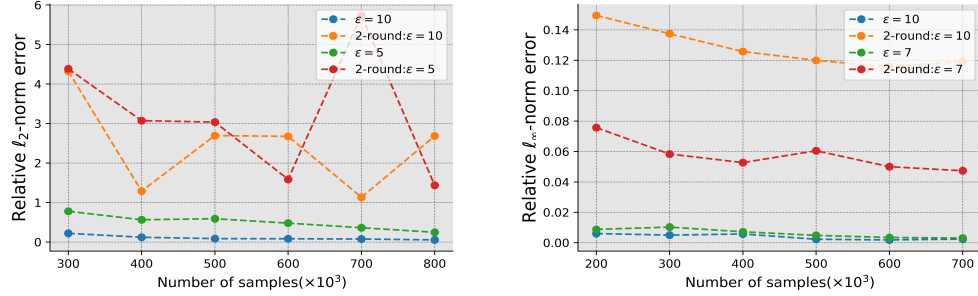 6
5
4
3
2
1
0
Relative ℓ₂-norm error
ε = 10
2-round:ε = 10
ε = 5
2-round:ε = 5
300 400 500 600 700 800
Number of samples(×10³)
0.14
0.12
0.10
0.08
0.06
0.04
0.02
0.00
Relative ℓ∞-norm error
ε = 10
2-round:ε = 10
ε = 7
2-round:ε = 7
200 300 400 500 600 700
Number of samples(×10³)